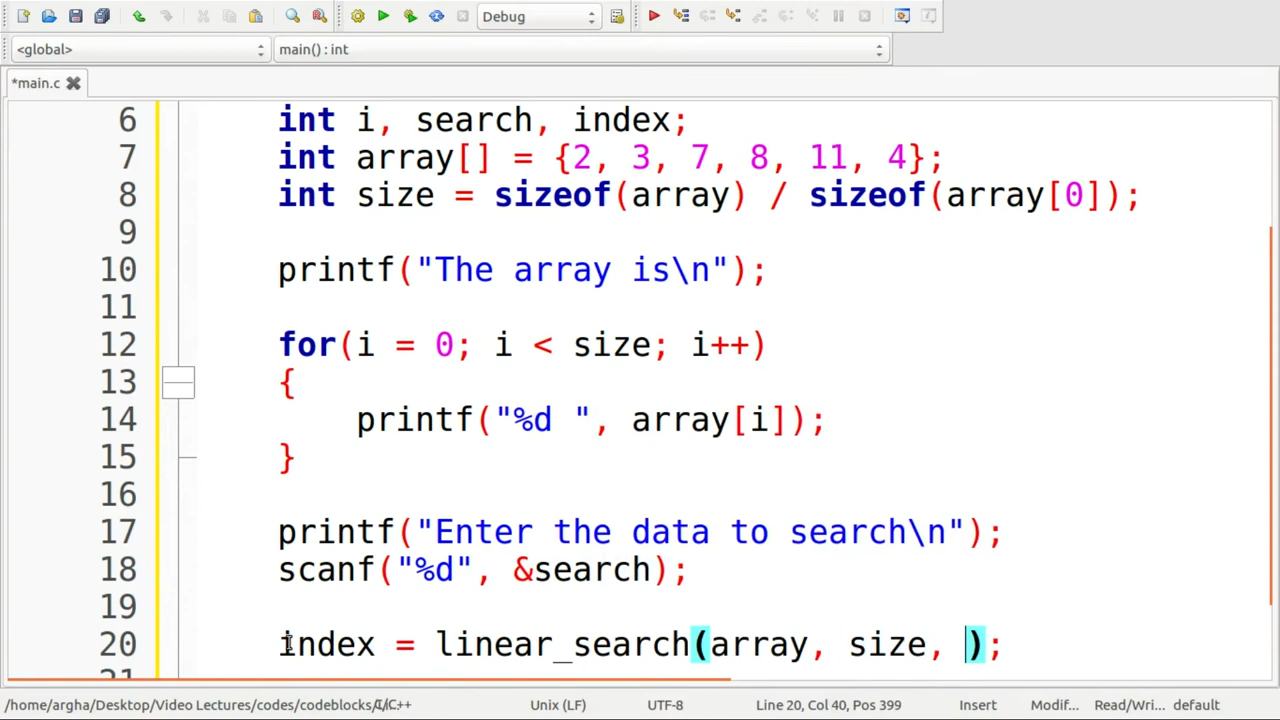 Debug
<global>
main() : int
*main.c
6 int i, search, index;
7 int array[] = {2, 3, 7, 8, 11, 4};
8 int size = sizeof(array) / sizeof(array[0]);
9
10 printf("The array is\n");
11
12 for(i = 0; i < size; i++)
13 {
14 printf("%d ", array[i]);
15 }
16
17 printf("Enter the data to search\n");
18 scanf("%d", &search);
19
20 index = linear_search(array, size, );
21
/home/argha/Desktop/Video Lectures/codes/codeblocks/ C/C++ Unix (LF) UTF-8 Line 20, Col 40, Pos 399 Insert Modif... Read/Wri... default